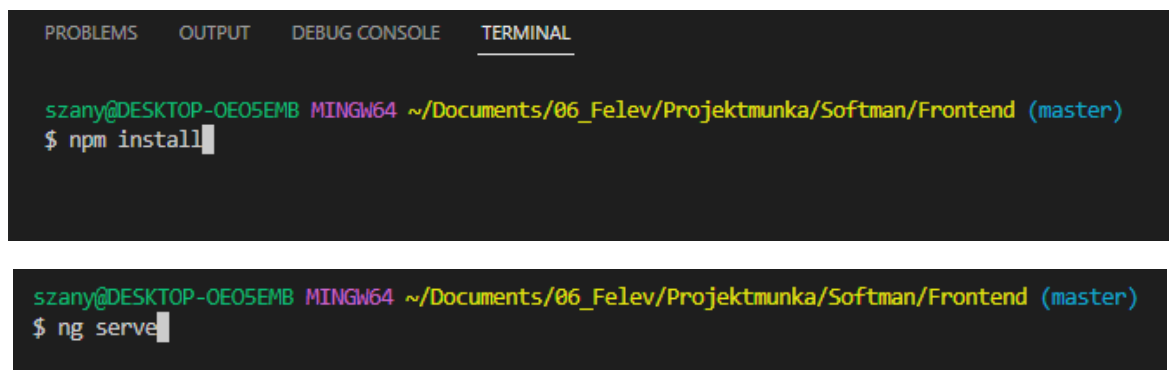 PROBLEMS OUTPUT DEBUG CONSOLE TERMINAL
szany@DESKTOP-OEO5EMB MINGW64 ~/Documents/06_Felev/Projektmunka/Softman/Frontend (master)
$ npm install
szany@DESKTOP-OEO5EMB MINGW64 ~/Documents/06_Felev/Projektmunka/Softman/Frontend (master)
$ ng serve